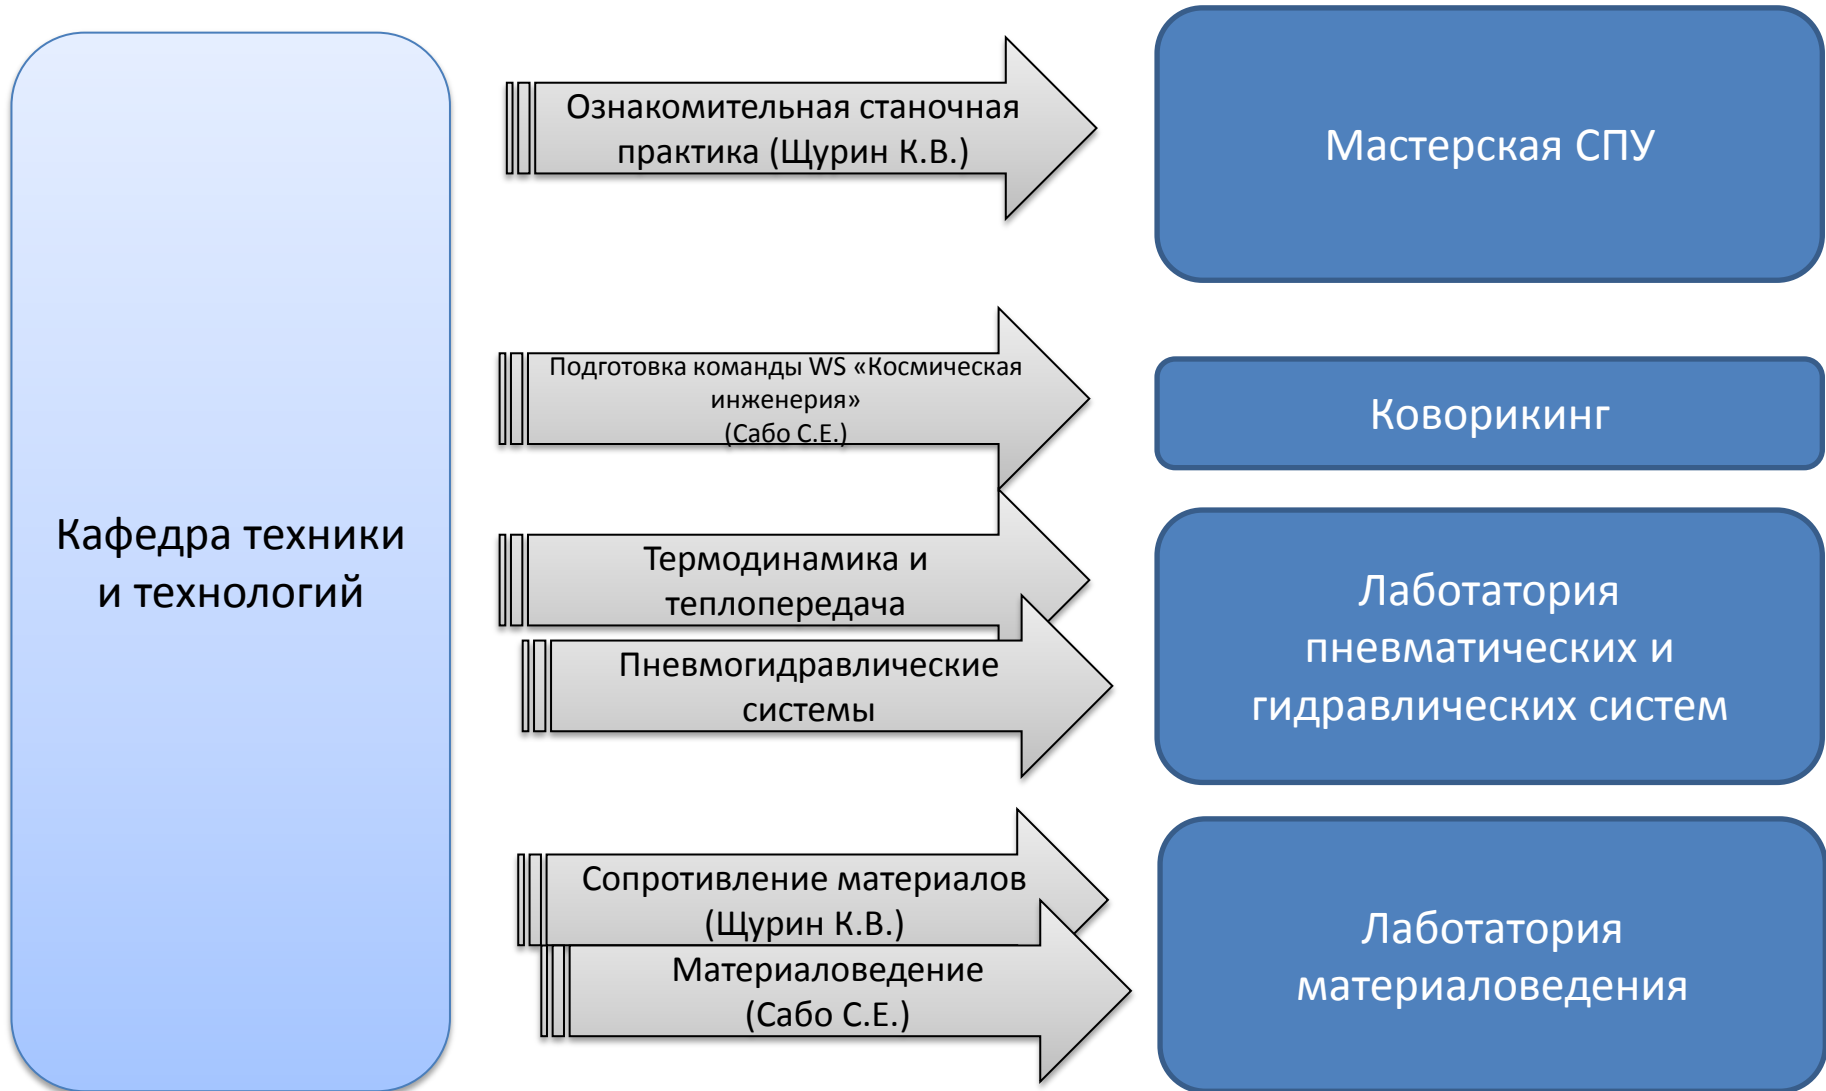 Кафедра техники
и технологий
Ознакомительная станочная
практика (Щурин К.В.)
Мастерская СПУ
Подготовка команды WS «Космическая
инженерия»
(Сабо С.Е.)
Коворикинг
Термодинамика и
теплопередача
Пневмогидравлические
системы
Лаботатория
пневматических и
гидравлических систем
Сопротивление материалов
(Щурин К.В.)
Материаловедение
(Сабо С.Е.)
Лаботатория
материаловедения